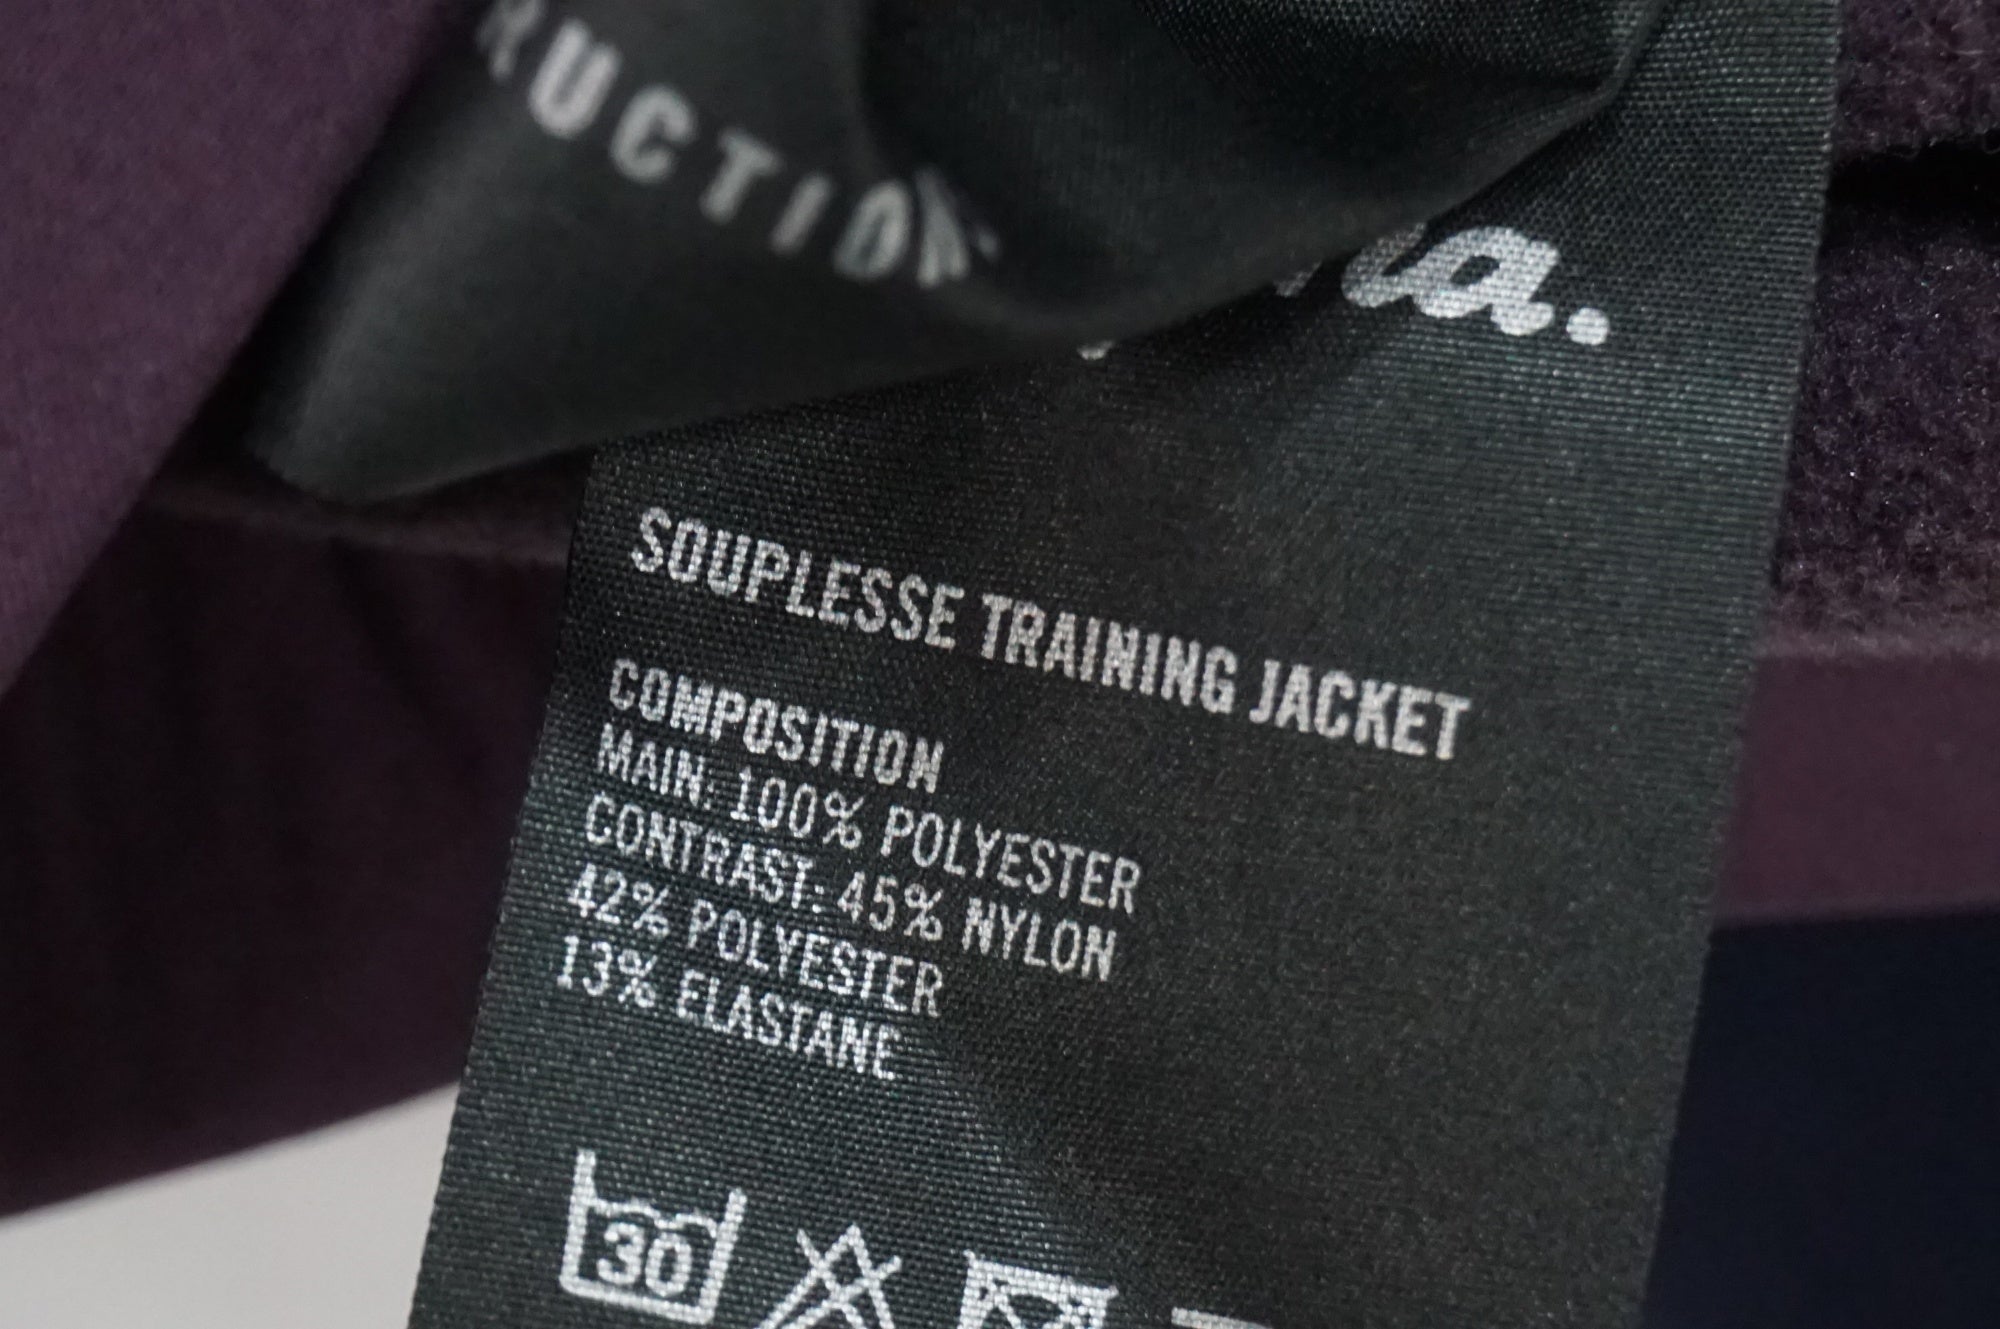 RUCTION
a.
SOUPLESSE TRAINING JACKET
COMPOSITION
MAIN: 100% POLYESTER
CONTRAST: 45% NYLON
42% POLYESTER
13% ELASTANE
30